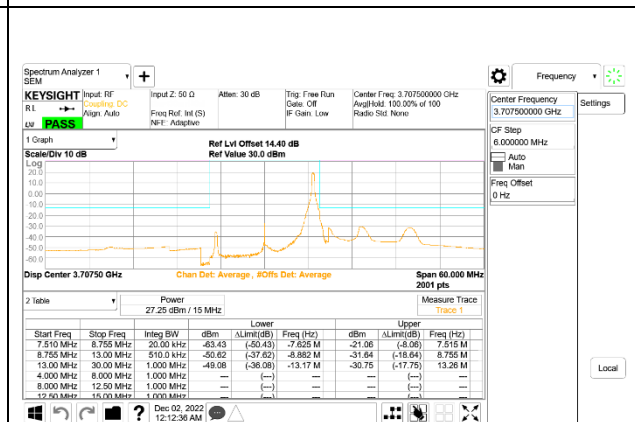 Spectrum Analyzer 1
SEM
Frequency
KEYSIGHT
Input: RF
Input Z: 50 Ω
Atten: 30 dB
Trig: Free Run
Center Freq: 3.707500000 GHz
R L
Coupling: DC
Gate: Off
Avg|Hold: 100.00% of 100
Align: Auto
Freq Ref: Int (S)
IF Gain: Low
Radio Std: None
NFE: Adaptive
LXI
PASS
Center Frequency
3.707500000 GHz
Settings
CF Step
6.000000 MHz
Auto
Man
Freq Offset
0 Hz
Local
1 Graph
Ref Lvl Offset 14.40 dB
Scale/Div 10 dB
Ref Value 30.0 dBm
Log
20.0
10.0
0.00
-10.0
-20.0
-30.0
-40.0
-50.0
-60.0
Disp Center 3.70750 GHz
Chan Det: Average , #Offs Det: Average
Span 60.000 MHz
2001 pts
2 Table
Power
27.25 dBm / 15 MHz
Measure Trace
Trace 1
Lower
Upper
Start Freq Stop Freq Integ BW dBm ΔLimit(dB) Freq (Hz) dBm ΔLimit(dB) Freq (Hz)
7.510 MHz 8.755 MHz 20.00 kHz -63.43 (-50.43) -7.625 M -21.06 (-8.06) 7.515 M
8.755 MHz 13.00 MHz 510.0 kHz -50.62 (-37.62) -8.882 M -31.64 (-18.64) 8.755 M
13.00 MHz 30.00 MHz 1.000 MHz -49.08 (-36.08) -13.17 M -30.75 (-17.75) 13.26 M
4.000 MHz 8.000 MHz 1.000 MHz --- (---) --- --- (---) ---
8.000 MHz 12.50 MHz 1.000 MHz --- (---) --- --- (---) ---
12.50 MHz 15.00 MHz 1.000 MHz --- (---) --- --- (---) ---
Dec 02, 2022
12:12:36 AM